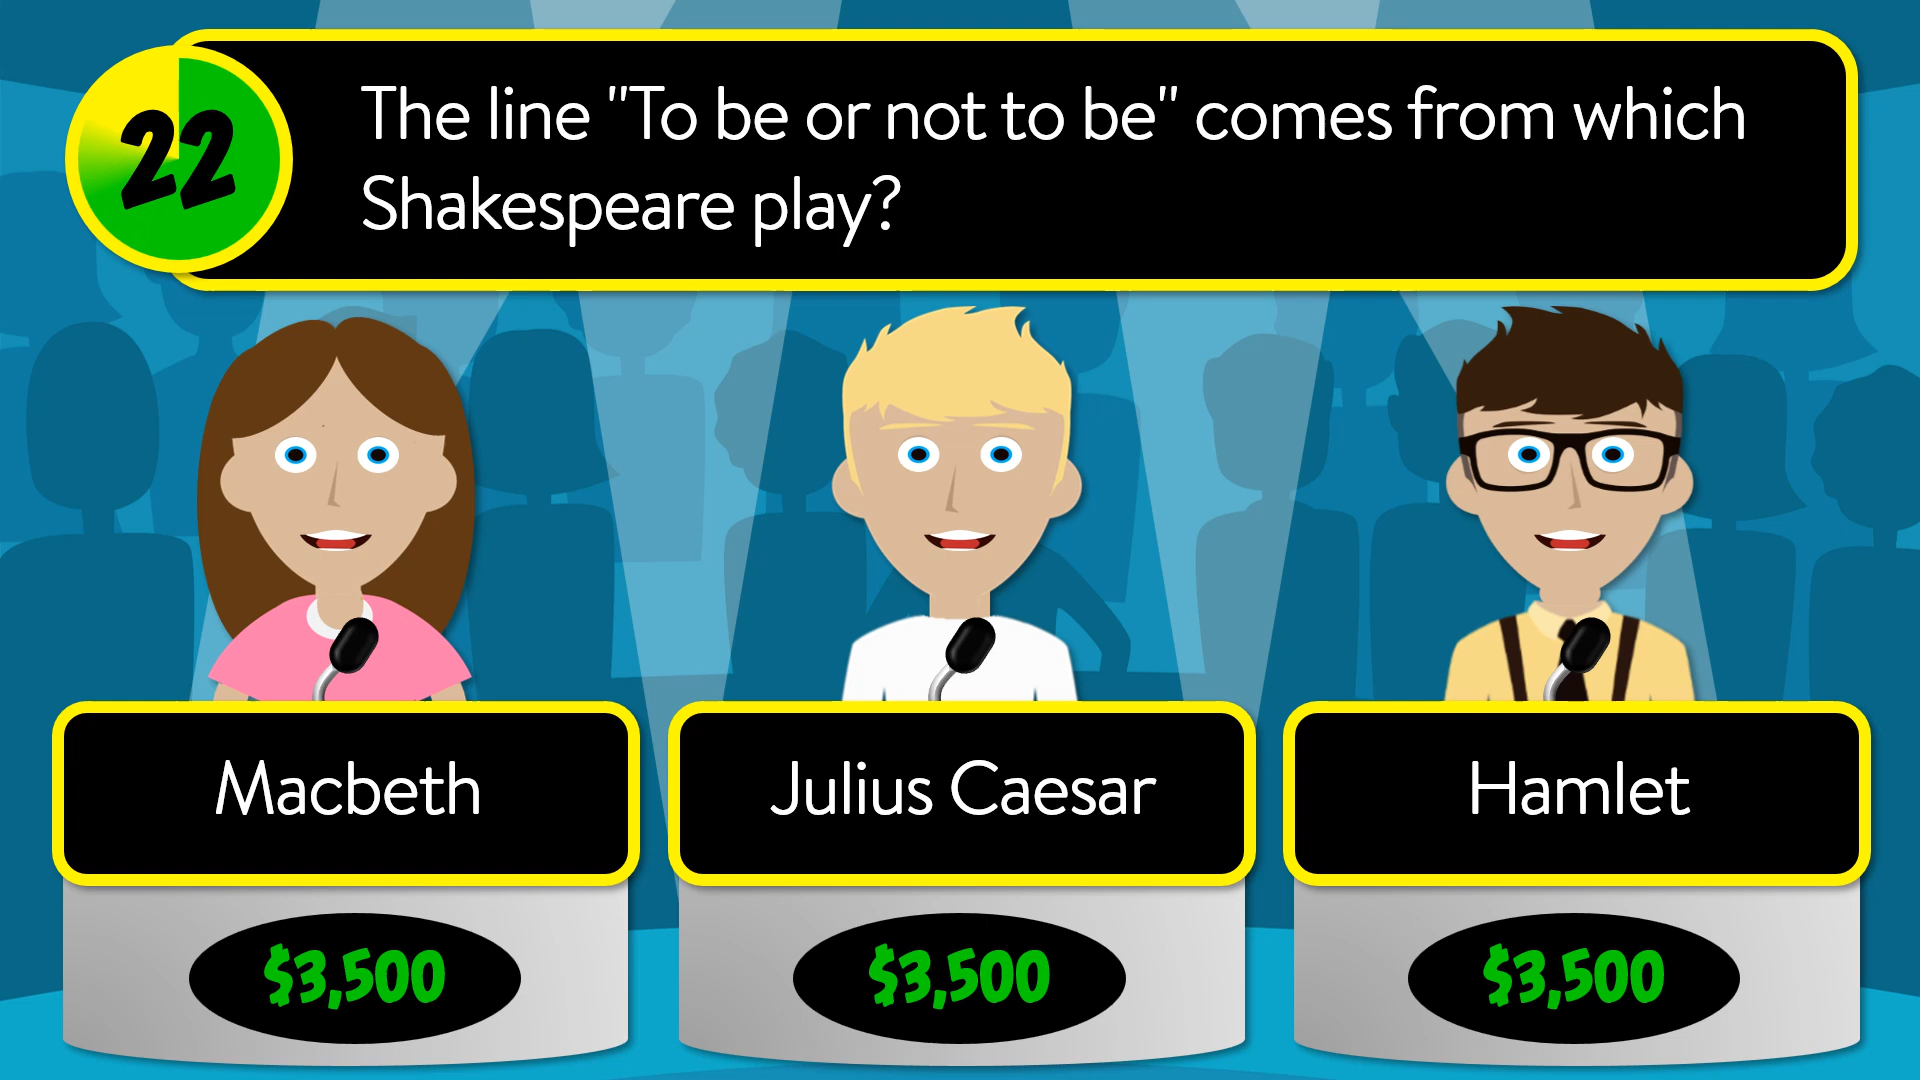 22
The line "To be or not to be" comes from which
Shakespeare play?
Macbeth
Julius Caesar
Hamlet
$3,500
$3,500
$3,500